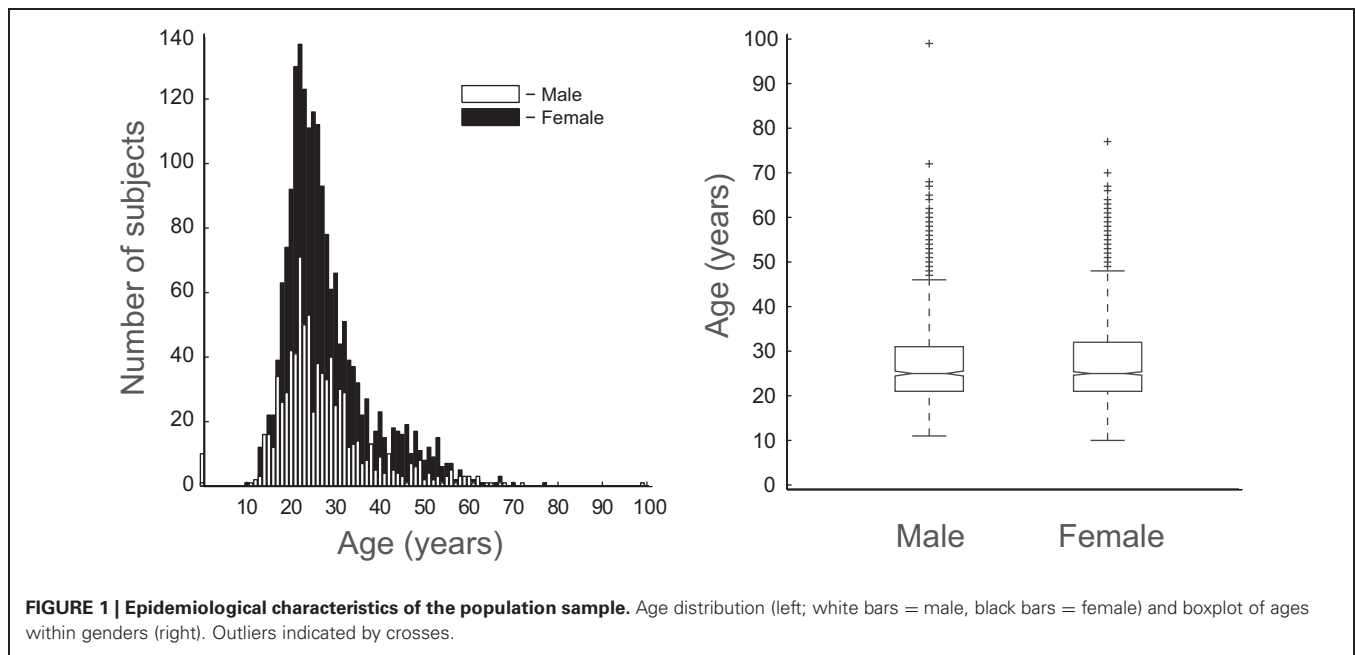 140
120
100
80
60
40
20
0
Number of subjects
– Male
– Female
10 20 30 40 50 60 70 80 90 100
Age (years)
100
90
80
70
60
50
40
30
20
10
0
Age (years)
Male Female
FIGURE 1 | Epidemiological characteristics of the population sample. Age distribution (left; white bars = male, black bars = female) and boxplot of ages
within genders (right). Outliers indicated by crosses.